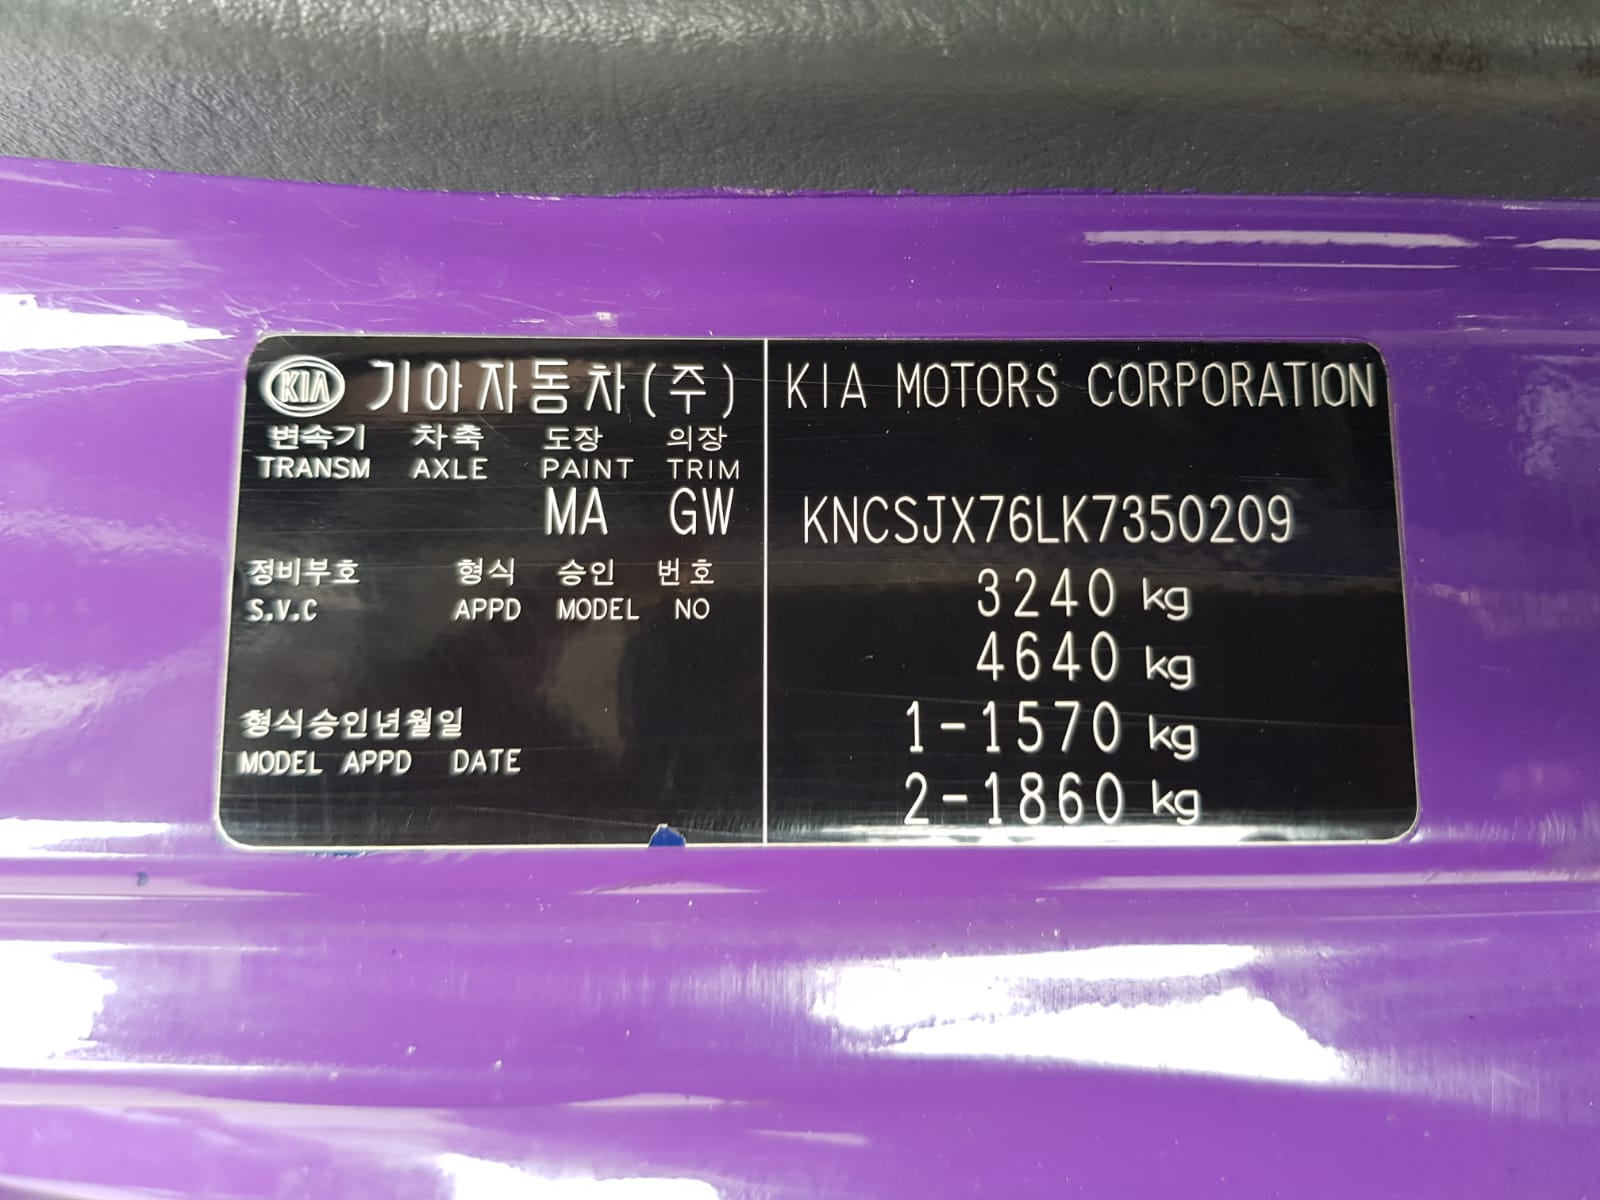 KIA 기아자동차(주)
변속기 차축 도장 의장
TRANSM AXLE PAINT TRIM
MA GW
정비부호 형식 승인 번호
S.V.C APPD MODEL NO
형식승인년월일
MODEL APPD DATE
KIA MOTORS CORPORATION
KNCSJX76LK7350209
3240 kg
4640 kg
1-1570 kg
2-1860 kg